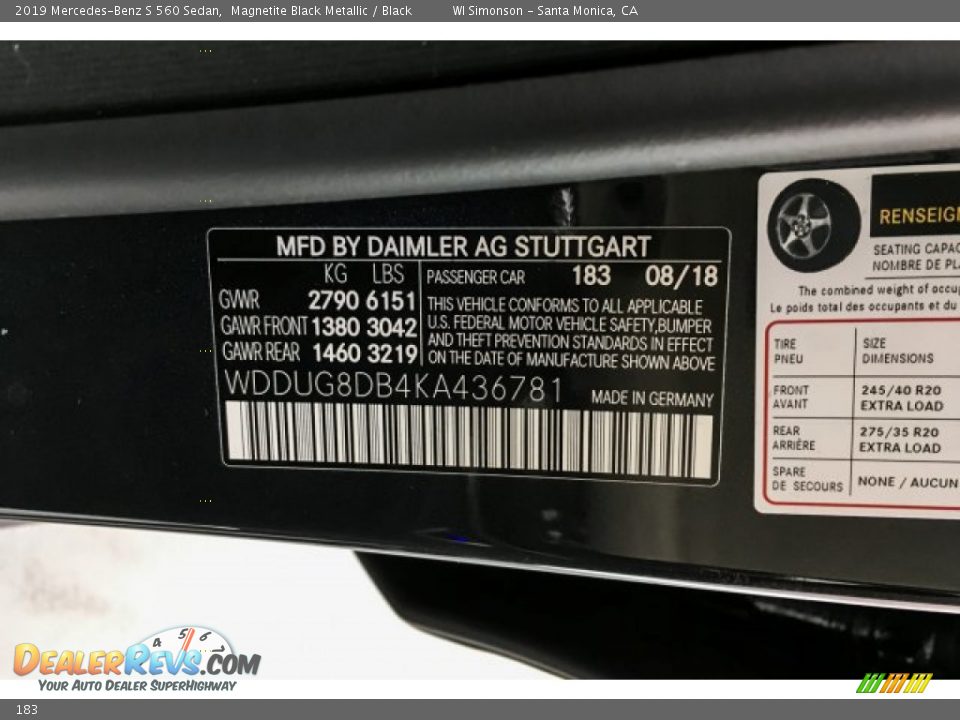 2019 Mercedes-Benz S 560 Sedan, Magnetite Black Metallic / Black WI Simonson - Santa Monica, CA
MFD BY DAIMLER AG STUTTGART
KG LBS
GVWR 2790 6151
GAWR FRONT 1380 3042
GAWR REAR 1460 3219
PASSENGER CAR 183 08/18
THIS VEHICLE CONFORMS TO ALL APPLICABLE
U.S. FEDERAL MOTOR VEHICLE SAFETY,BUMPER
AND THEFT PREVENTION STANDARDS IN EFFECT
ON THE DATE OF MANUFACTURE SHOWN ABOVE
WDDUG8DB4KA436781
MADE IN GERMANY
RENSEIGN
SEATING CAPAC
NOMBRE DE PL
The combined weight of occup
Le poids total des occupants et du
TIRE
PNEU
SIZE
DIMENSIONS
FRONT
AVANT
245/40 R20
EXTRA LOAD
REAR
ARRIÈRE
275/35 R20
EXTRA LOAD
SPARE
DE SECOURS
NONE / AUCUN
4 5 6
DEALERREVS.COM
YOUR AUTO DEALER SUPERHIGHWAY
183